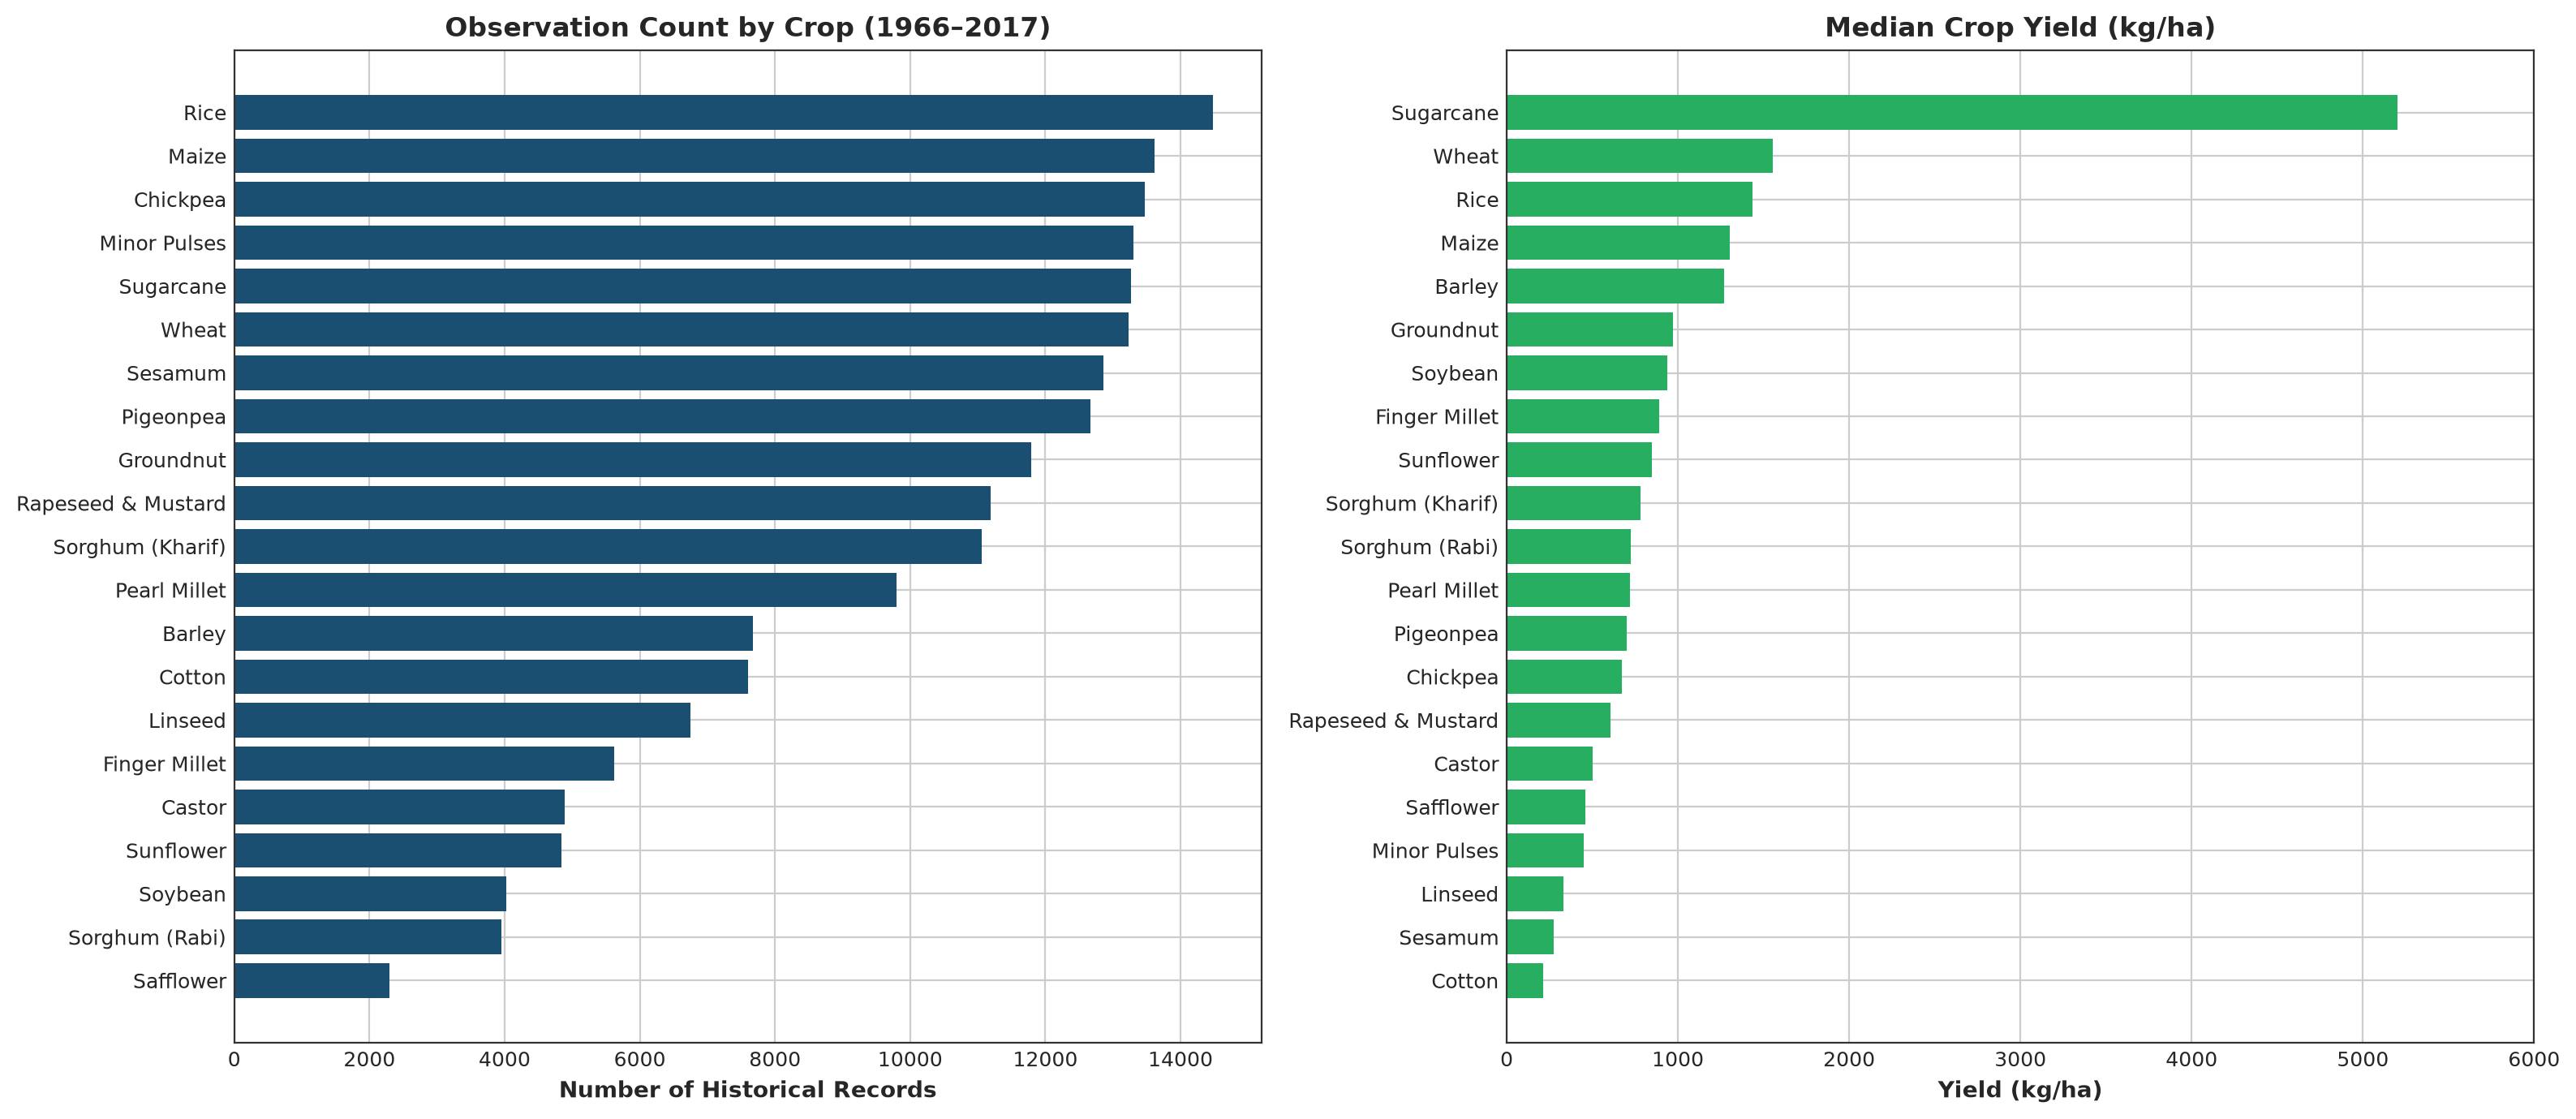 Observation Count by Crop (1966–2017)
Rice
Maize
Chickpea
Minor Pulses
Sugarcane
Wheat
Sesamum
Pigeonpea
Groundnut
Rapeseed & Mustard
Sorghum (Kharif)
Pearl Millet
Barley
Cotton
Linseed
Finger Millet
Castor
Sunflower
Soybean
Sorghum (Rabi)
Safflower
0 2000 4000 6000 8000 10000 12000 14000
Number of Historical Records
Median Crop Yield (kg/ha)
Sugarcane
Wheat
Rice
Maize
Barley
Groundnut
Soybean
Finger Millet
Sunflower
Sorghum (Kharif)
Sorghum (Rabi)
Pearl Millet
Pigeonpea
Chickpea
Rapeseed & Mustard
Castor
Safflower
Minor Pulses
Linseed
Sesamum
Cotton
0 1000 2000 3000 4000 5000 6000
Yield (kg/ha)